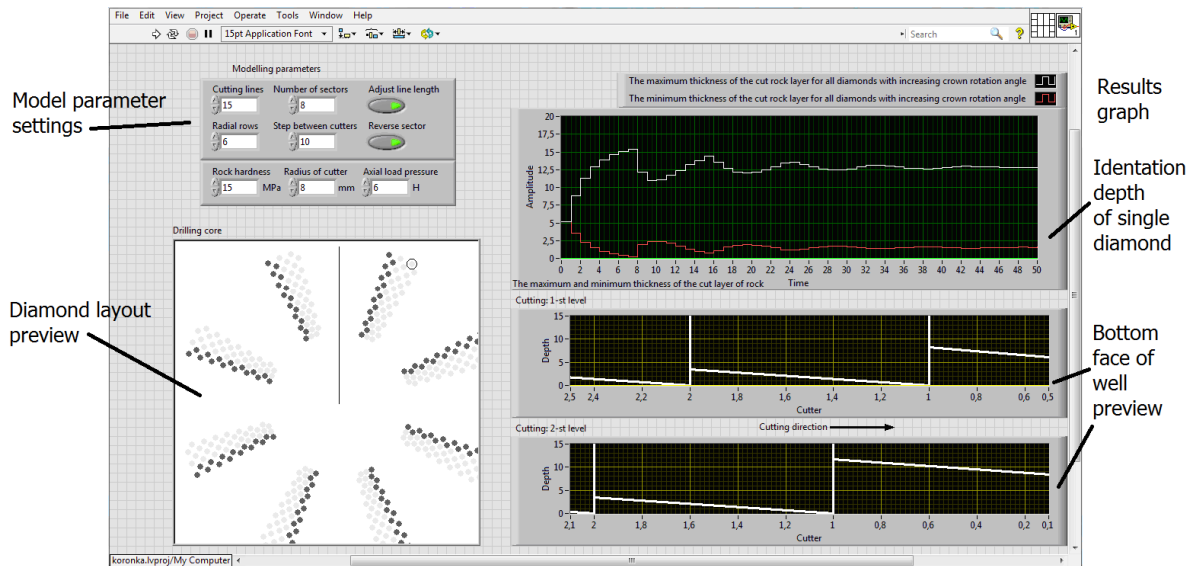 File Edit View Project Operate Tools Window Help
15pt Application Font
Search
1
Modelling parameters
Cutting lines Number of sectors Adjust line length
15 8
Radial rows Step between cutters Reverse sector
6 10
Rock hardness Radius of cutter Axial load pressure
15 MPa 8 mm 6 H
Model parameter
settings
Drilling core
Diamond layout
preview
The maximum thickness of the cut rock layer for all diamonds with increasing crown rotation angle
The minimum thickness of the cut rock layer for all diamonds with increasing crown rotation angle
Results
graph
Amplitude
20
17,5
15
12,5
10
7,5
5
2,5
0
0 2 4 6 8 10 12 14 16 18 20 22 24 26 28 30 32 34 36 38 40 42 44 46 48 50
The maximum and minimum thickness of the cut layer of rock Time
Identation
depth
of single
diamond
Cutting: 1-st level
Depth
15
10
5
0
2,5 2,4 2,2 2 1,8 1,6 1,4 1,2 1 0,8 0,6 0,5
Cutter
Cutting: 2-st level
Cutting direction
Depth
15
10
5
0
2,1 2 1,8 1,6 1,4 1,2 1 0,8 0,6 0,4 0,2 0,1
Cutter
Bottom
face of
well
preview
koronka.lvproj/My Computer